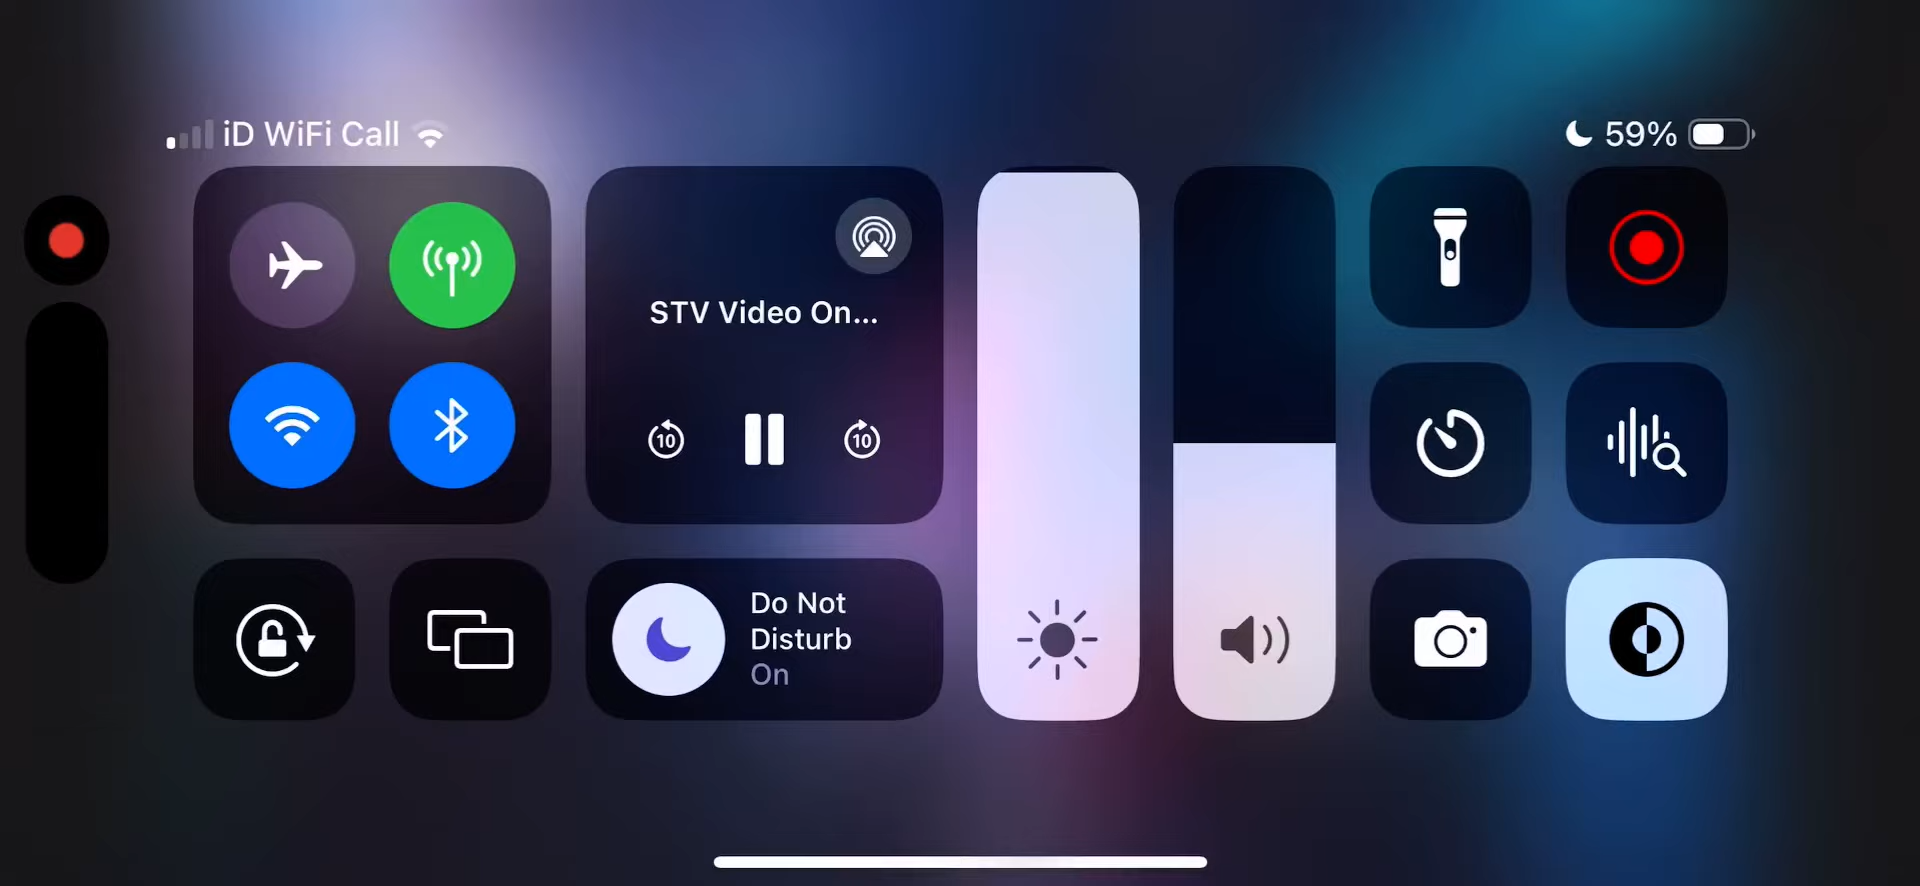 iD WiFi Call
59%
STV Video On...
10
10
Do Not
Disturb
On